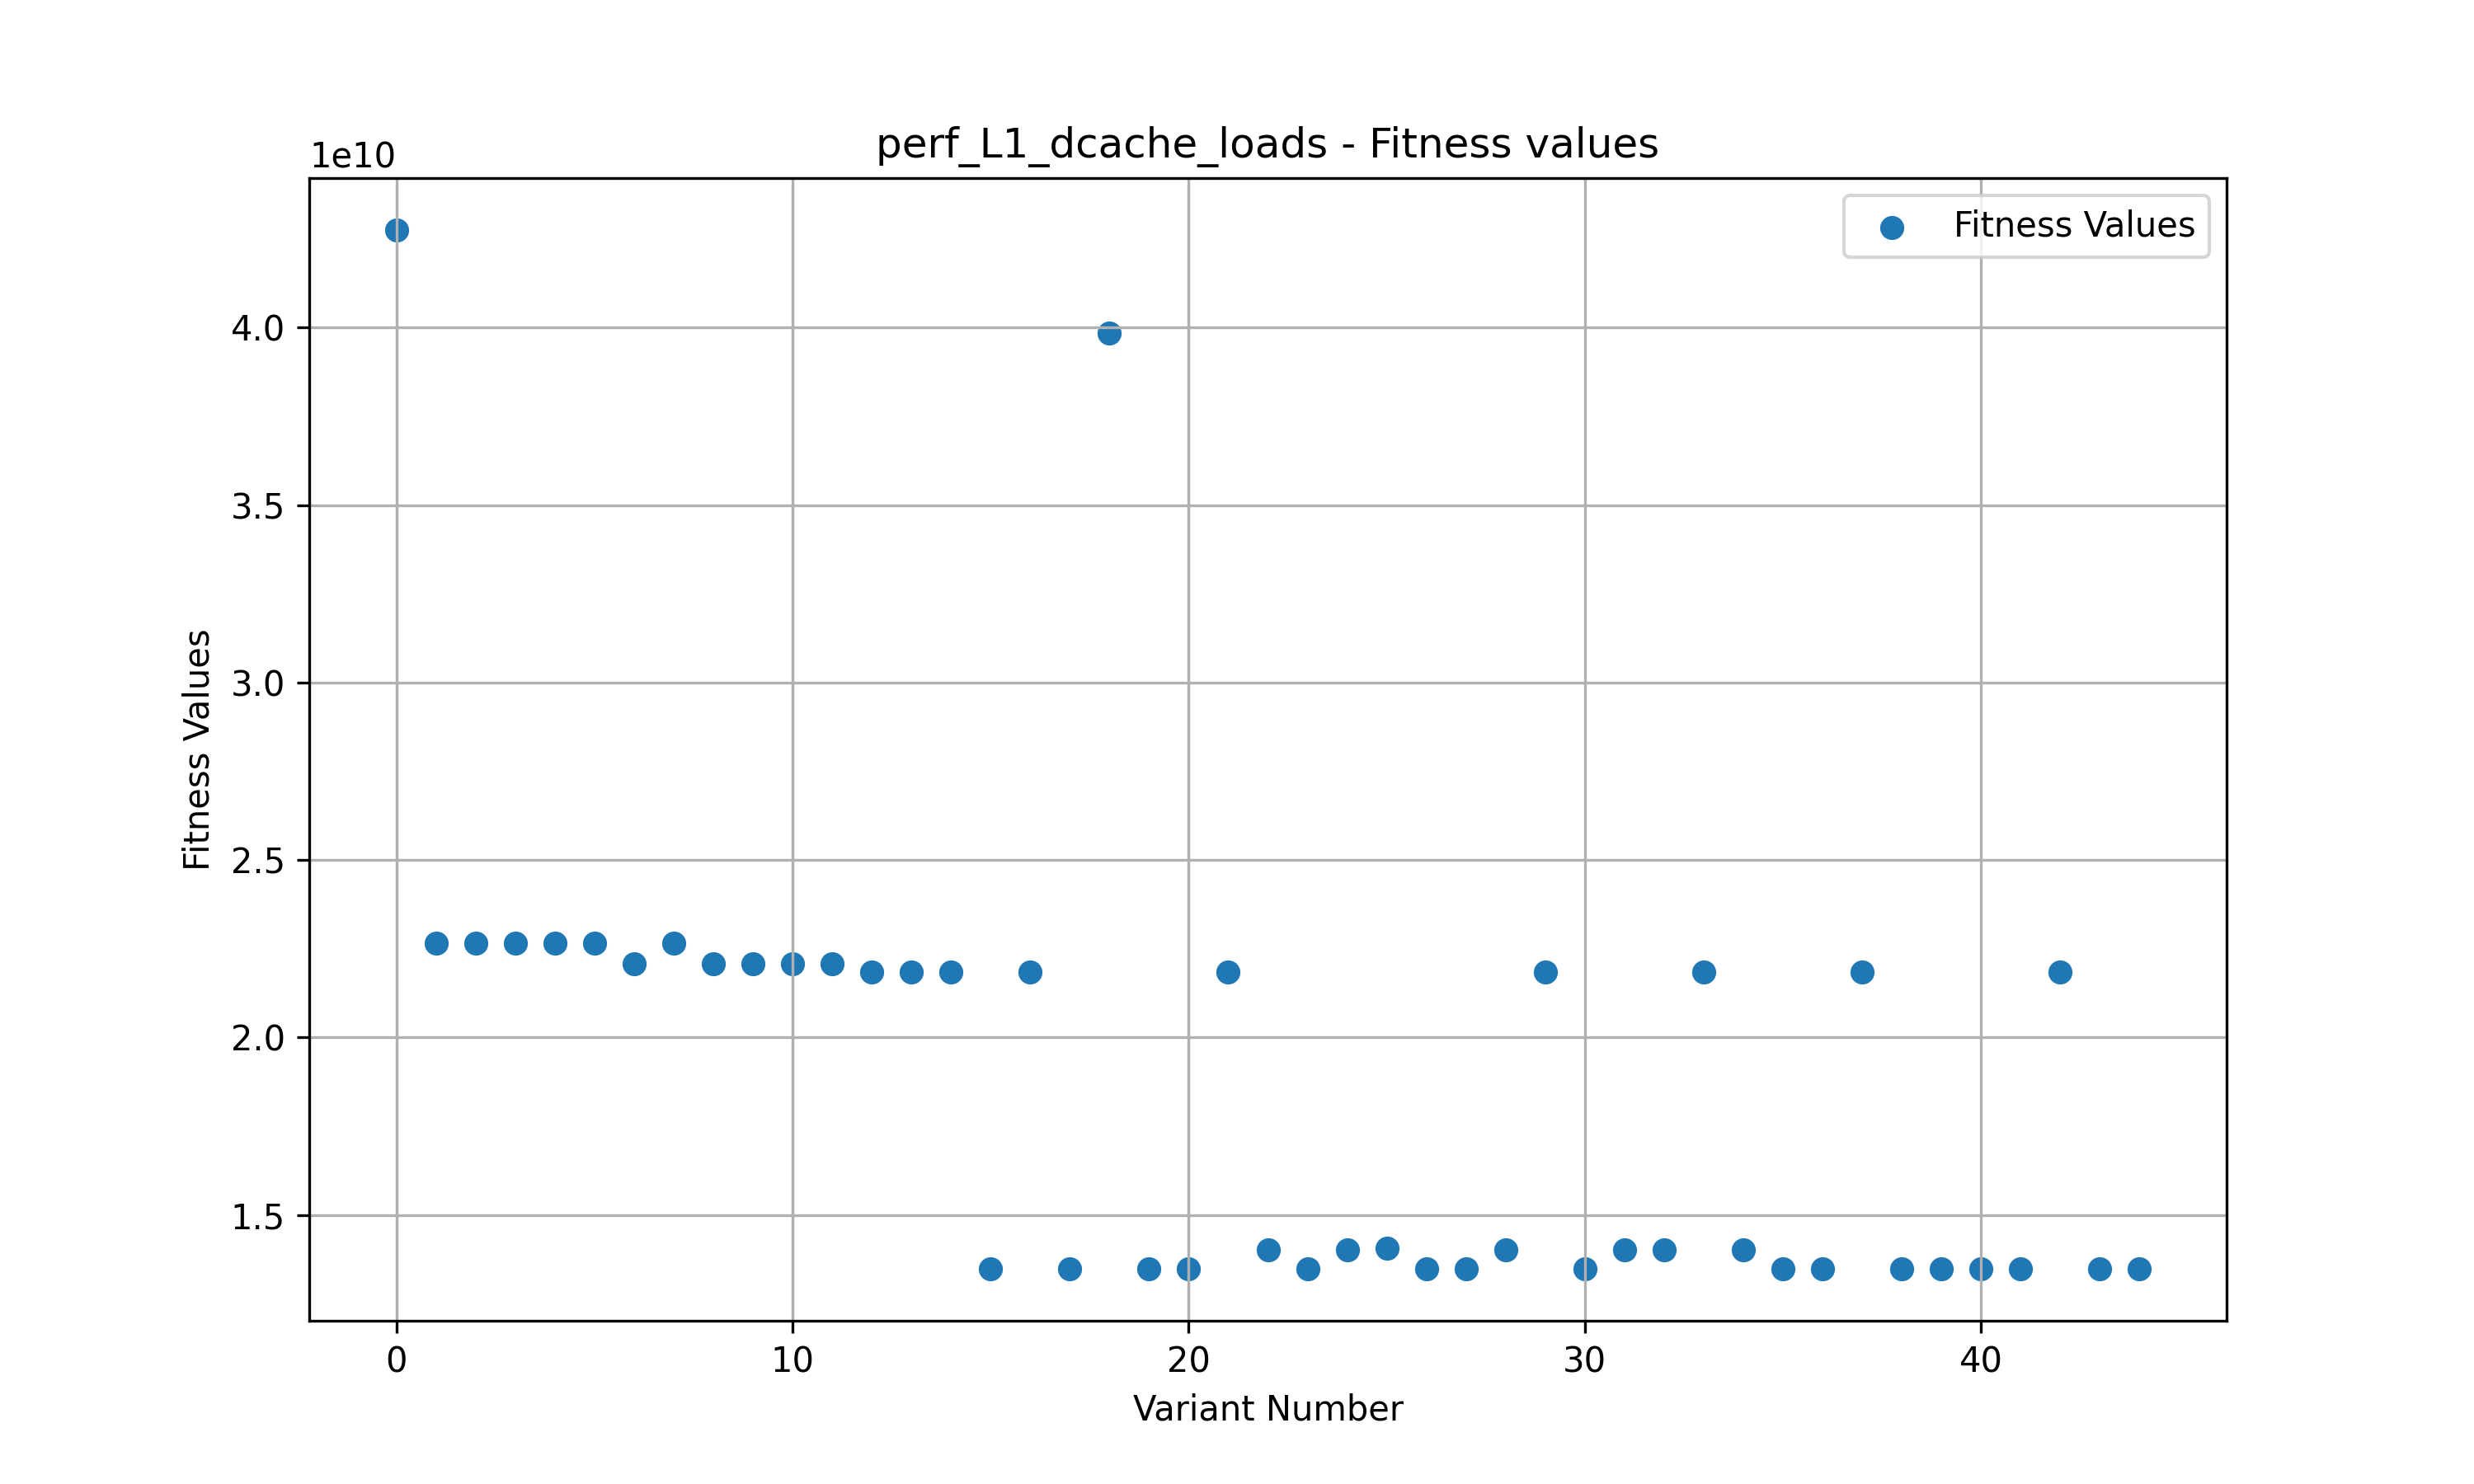 perf_L1_dcache_loads - Fitness values
1e10
Fitness Values
4.0
3.5
3.0
2.5
2.0
1.5
Fitness Values
0 10 20 30 40
Variant Number